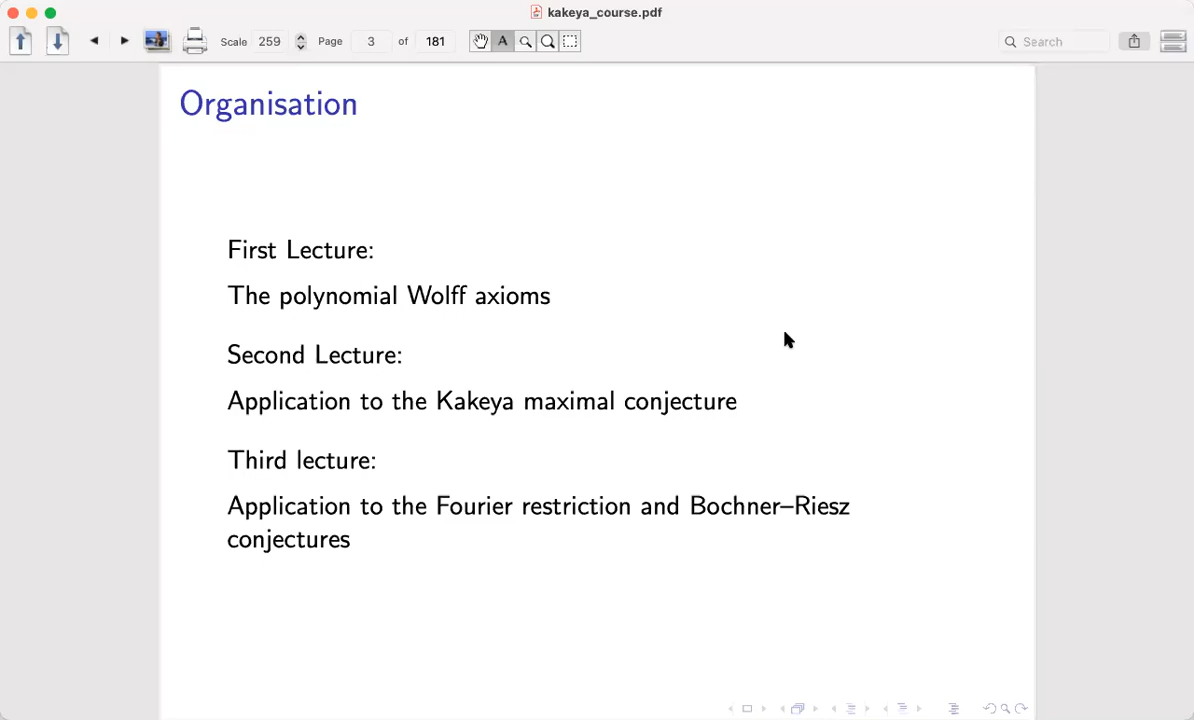 kakeya_course.pdf
Scale 259 Page 3 of 181 A Search
Organisation
First Lecture:
The polynomial Wolff axioms
Second Lecture:
Application to the Kakeya maximal conjecture
Third lecture:
Application to the Fourier restriction and Bochner–Riesz
conjectures